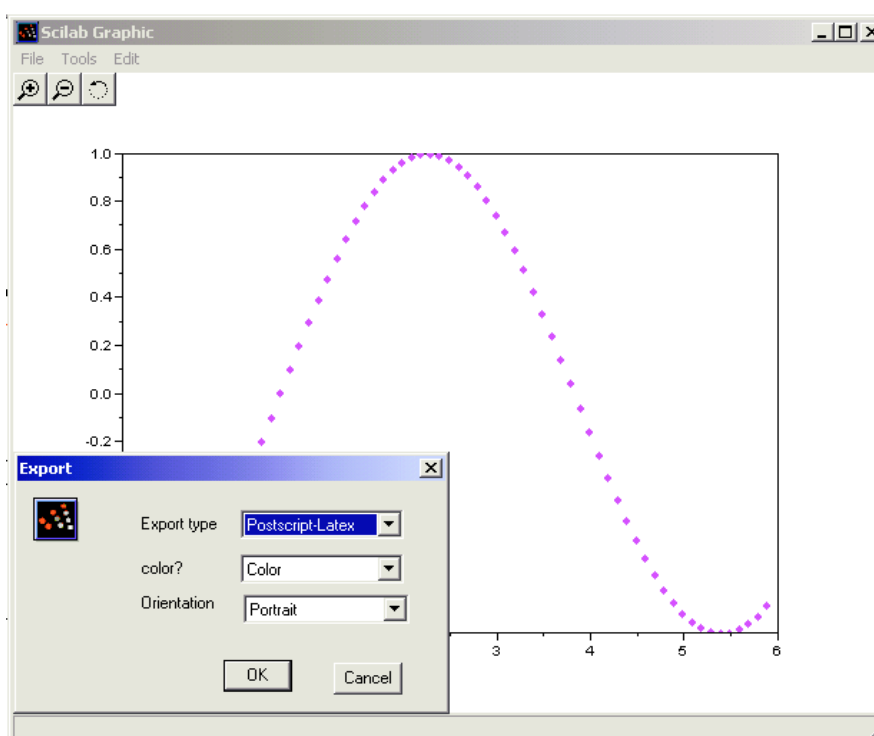 Scilab Graphic
File Tools Edit
1.0
0.8
0.6
0.4
0.2
0.0
-0.2
3 4 5 6
Export
Export type Postscript-Latex
color? Color
Orientation Portrait
OK Cancel